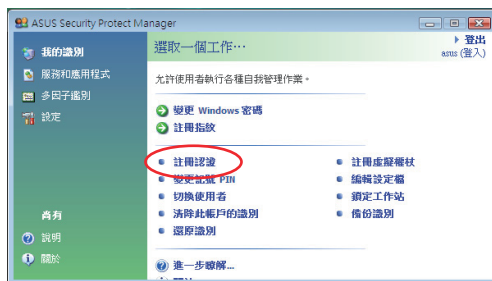 ASUS Security Protect Manager
我的識別
服務和應用程式
多因子鑑別
設定
尚有
說明
關於
選取一個工作…
登出
asus (登入)
允許使用者執行各種自我管理作業。
變更 Windows 密碼
註冊指紋
註冊認證
變更記號 PIN
切換使用者
清除此帳戶的識別
還原識別
註冊虛擬權杖
編輯設定檔
鎖定工作站
備份識別
進一步瞭解...